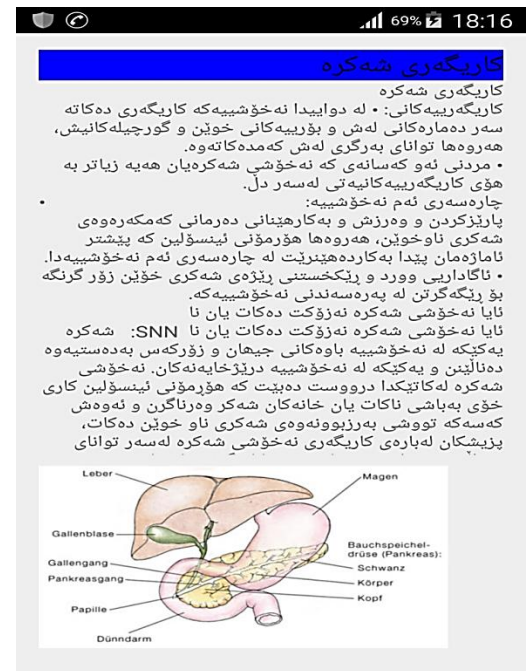 69% 18:16
کاریگەری شەکرە
کاریگەری شەکرە
کاریگەرییەکانی: • لە دواییدا نەخۆشییەکە کاریگەری دەکاتە
سەر دەمارەکانی لەش و بۆرییەکانی خوێن و گورچیلەکانیش،
هەروەها توانای بەرگری لەش کەمدەکاتەوە.
• مردنی ئەو کەسانەی کە نەخۆشی شەکرەیان هەیە زیاتر بە
هۆی کاریگەرییەکانیەتی لەسەر دڵ.
چارەسەری ئەم نەخۆشییە: •
پارێزکردن و وەرزش و بەکارهێنانی دەرمانی کەمکەرەوەی
شەکری ناوخوێن، هەروەها هۆرمۆنی ئینسۆلین کە پێشتر
ئاماژەمان پێدا بەکاردەهێنرێت لە چارەسەری ئەم نەخۆشییەدا.
• ئاگاداریی وورد و رێکخستنی رێژەی شەکری خۆێن زۆر گرنگە
بۆ رێگەگرتن لە پەرەسەندنی نەخۆشییەکە.
ئایا نەخۆشی شەکرە نەزۆکت دەکات یان نا
ئایا نەخۆشی شەکرە نەزۆکت دەکات یان نا SNN: شەکرە
یەکێکە لە نەخۆشییە باوەکانی جیهان و زۆرکەس بەدەستیەوە
دەناڵێنن و یەکێکە لە نەخۆشییە درێژخایەنەکان. نەخۆشی
شەکرە لەکاتێکدا درووست دەبێت کە هۆرمۆنی ئینسۆلین کاری
خۆی بەباشی ناکات یان خانەکان شەکر وەرناگرن و ئەوەش
کەسەکە تووشی بەرزبوونەوەی شەکری ناو خوێن دەکات،
پزیشکان لەبارەی کاریگەری نەخۆشی شەکرە لەسەر توانای
Leber
Magen
Gallenblase
Bauchspeichel-
drüse (Pankreas):
Gallengang
Schwanz
Pankreasgang
Körper
Kopf
Papille
Dünndarm